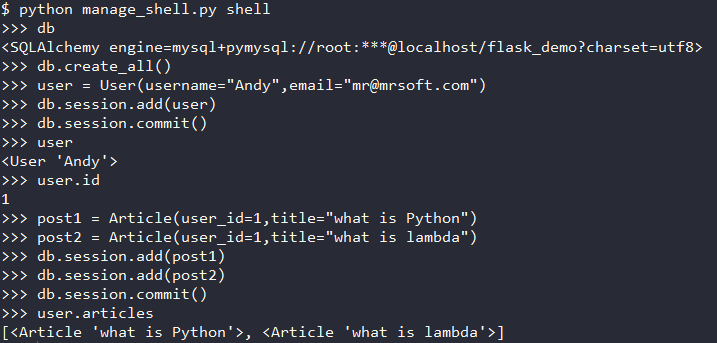 $ python manage_shell.py shell
>>> db
<SQLAlchemy engine=mysql+pymysql://root:***@localhost/flask_demo?charset=utf8>
>>> db.create_all()
>>> user = User(username="Andy",email="mr@mrsoft.com")
>>> db.session.add(user)
>>> db.session.commit()
>>> user
<User 'Andy'>
>>> user.id
1
>>> post1 = Article(user_id=1,title="what is Python")
>>> post2 = Article(user_id=1,title="what is lambda")
>>> db.session.add(post1)
>>> db.session.add(post2)
>>> db.session.commit()
>>> user.articles
[<Article 'what is Python'>, <Article 'what is lambda'>]